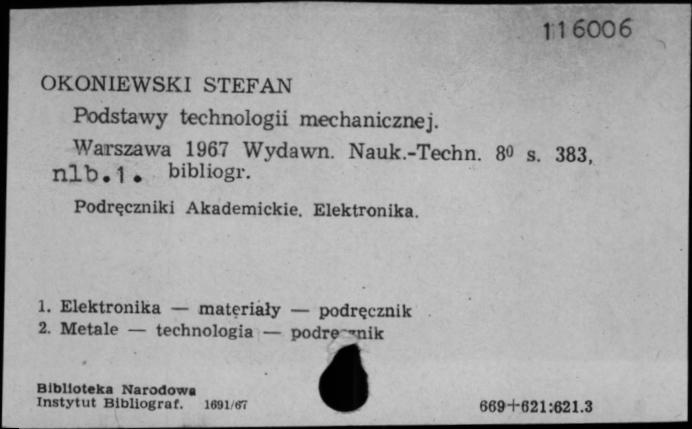 116006
OKONIEWSKI STEFAN
Podstawy technologii mechanicznej.
Warszawa 1967 Wydawn. Nauk.-Techn. 8⁰ s. 383,
nlb.1. bibliogr.
Podręczniki Akademickie. Elektronika.
1. Elektronika — materiały — podręcznik
2. Metale — technologia — podręcznik
Biblioteka Narodowa
Instytut Bibliograf. 1691/67
669+621:621.3